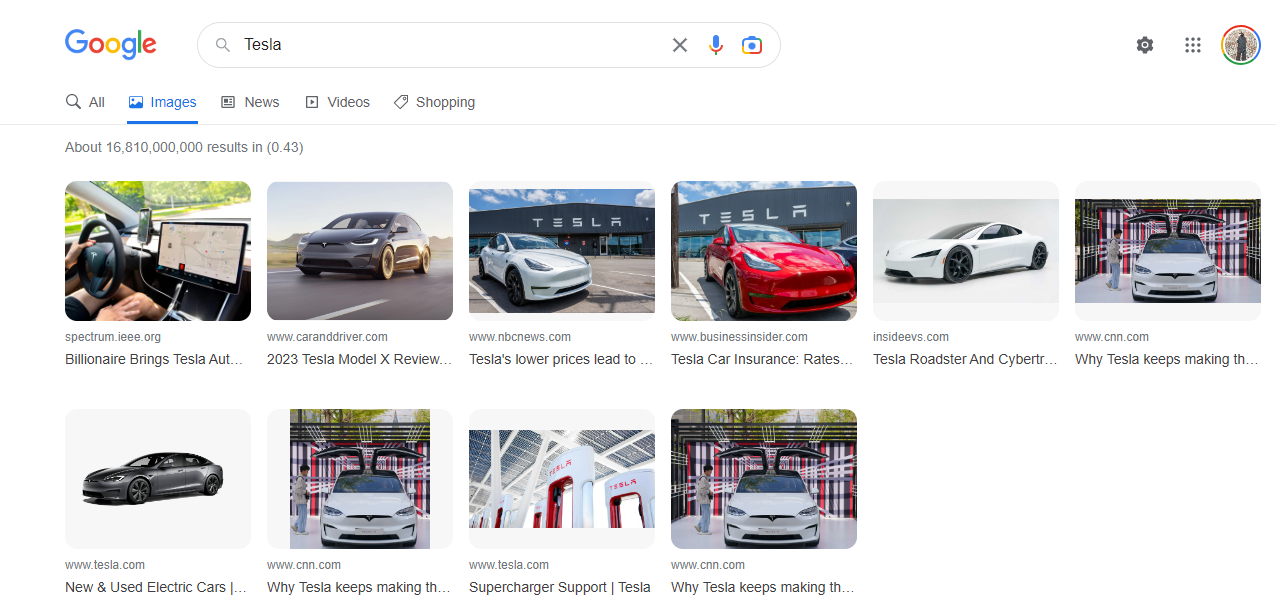 Google
Tesla
All
Images
News
Videos
Shopping
About 16,810,000,000 results in (0.43)
TESLA
TESLA
spectrum.ieee.org
www.caranddriver.com
www.nbcnews.com
www.businessinsider.com
insideevs.com
www.cnn.com
Billionaire Brings Tesla Aut...
2023 Tesla Model X Review...
Tesla's lower prices lead to ...
Tesla Car Insurance: Rates...
Tesla Roadster And Cybertr...
Why Tesla keeps making th...
TESLA
TESLA
www.tesla.com
www.cnn.com
www.tesla.com
www.cnn.com
New & Used Electric Cars |...
Why Tesla keeps making th...
Supercharger Support | Tesla
Why Tesla keeps making th...